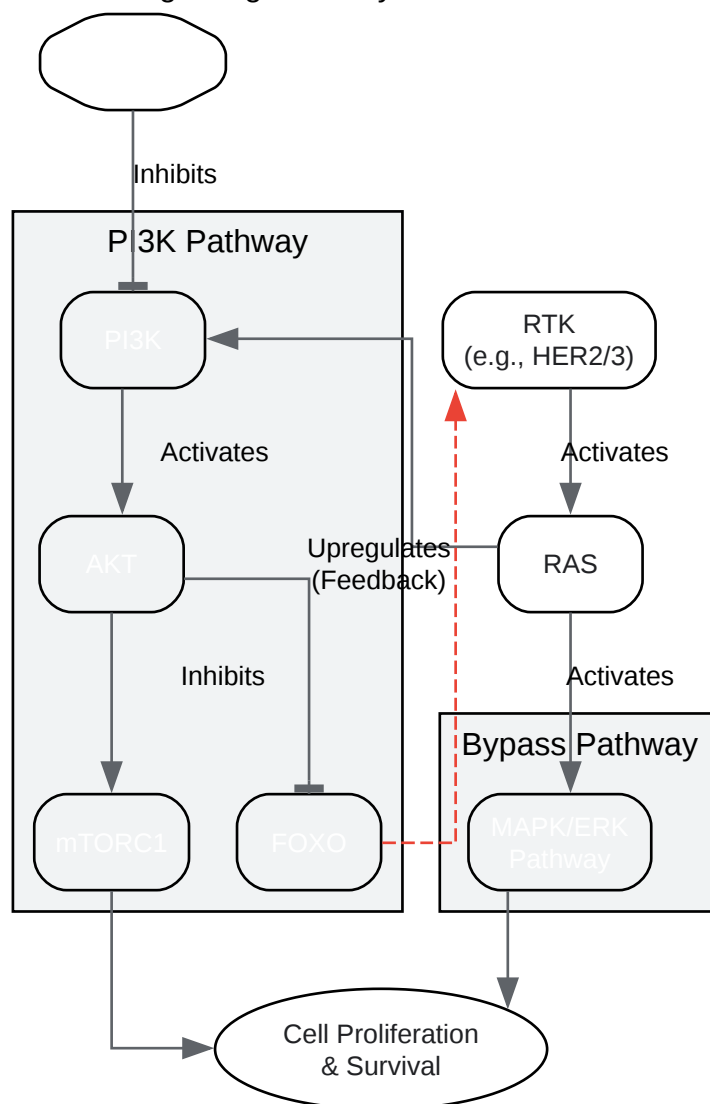 Inhibits
PI3K Pathway
PI3K
RTK
(e.g., HER2/3)
Activates
Activates
Upregulates
(Feedback)
AKT
RAS
Inhibits
Activates
Bypass Pathway
mTORC1
FOXO
MAPK/ERK
Pathway
Cell Proliferation
& Survival